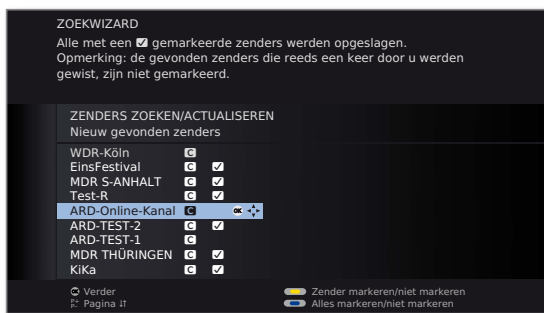 ZOEKWIZARD
Alle met een ✓ gemarkeerde zenders werden opgeslagen.
Opmerking: de gevonden zenders die reeds een keer door u werden
gewist, zijn niet gemarkeerd.
ZENDERS ZOEKEN/ACTUALISEREN
Nieuw gevonden zenders
WDR-Köln C
EinsFestival C ✓
MDR S-ANHALT C ✓
Test-R C ✓
ARD-Online-Kanal C OK
ARD-TEST-2 C ✓
ARD-TEST-1 C
MDR THÜRINGEN C ✓
KiKa C ✓
OK Verder
Zender markeren/niet markeren
P+ P- Pagina ↓↑
Alles markeren/niet markeren